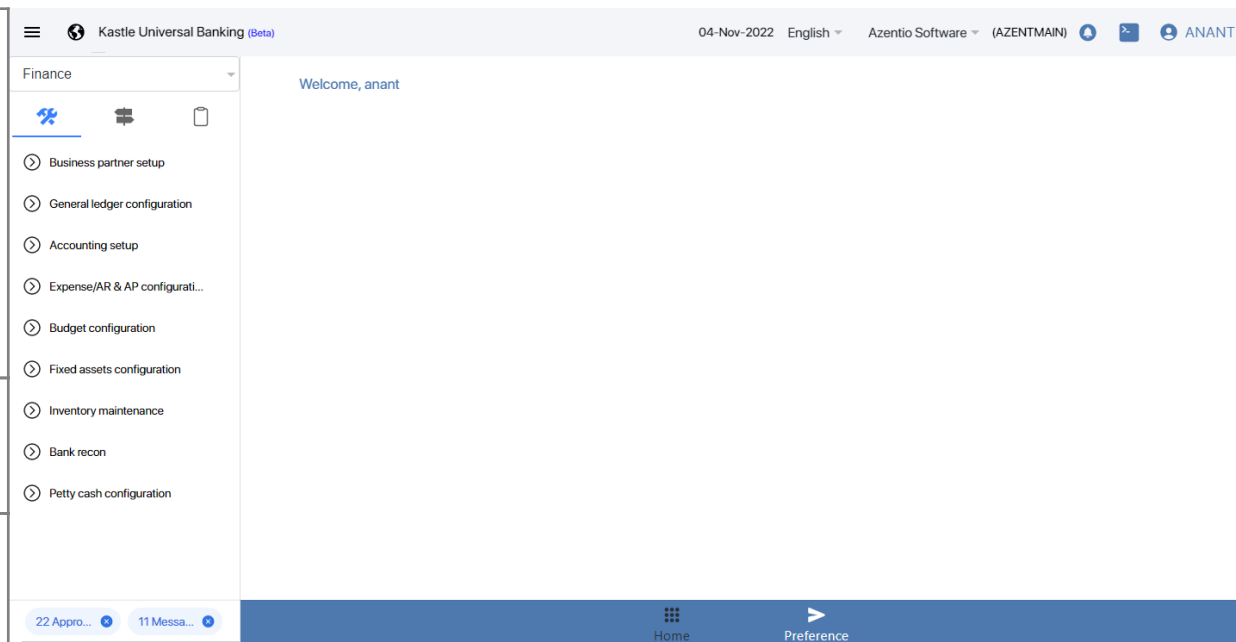 Kastle Universal Banking (Beta)
04-Nov-2022 English Azentio Software (AZENTMAIN) ANANT
Finance
Welcome, anant
Business partner setup
General ledger configuration
Accounting setup
Expense/AR & AP configurati...
Budget configuration
Fixed assets configuration
Inventory maintenance
Bank recon
Petty cash configuration
22 Appro... 11 Messa...
Home Preference